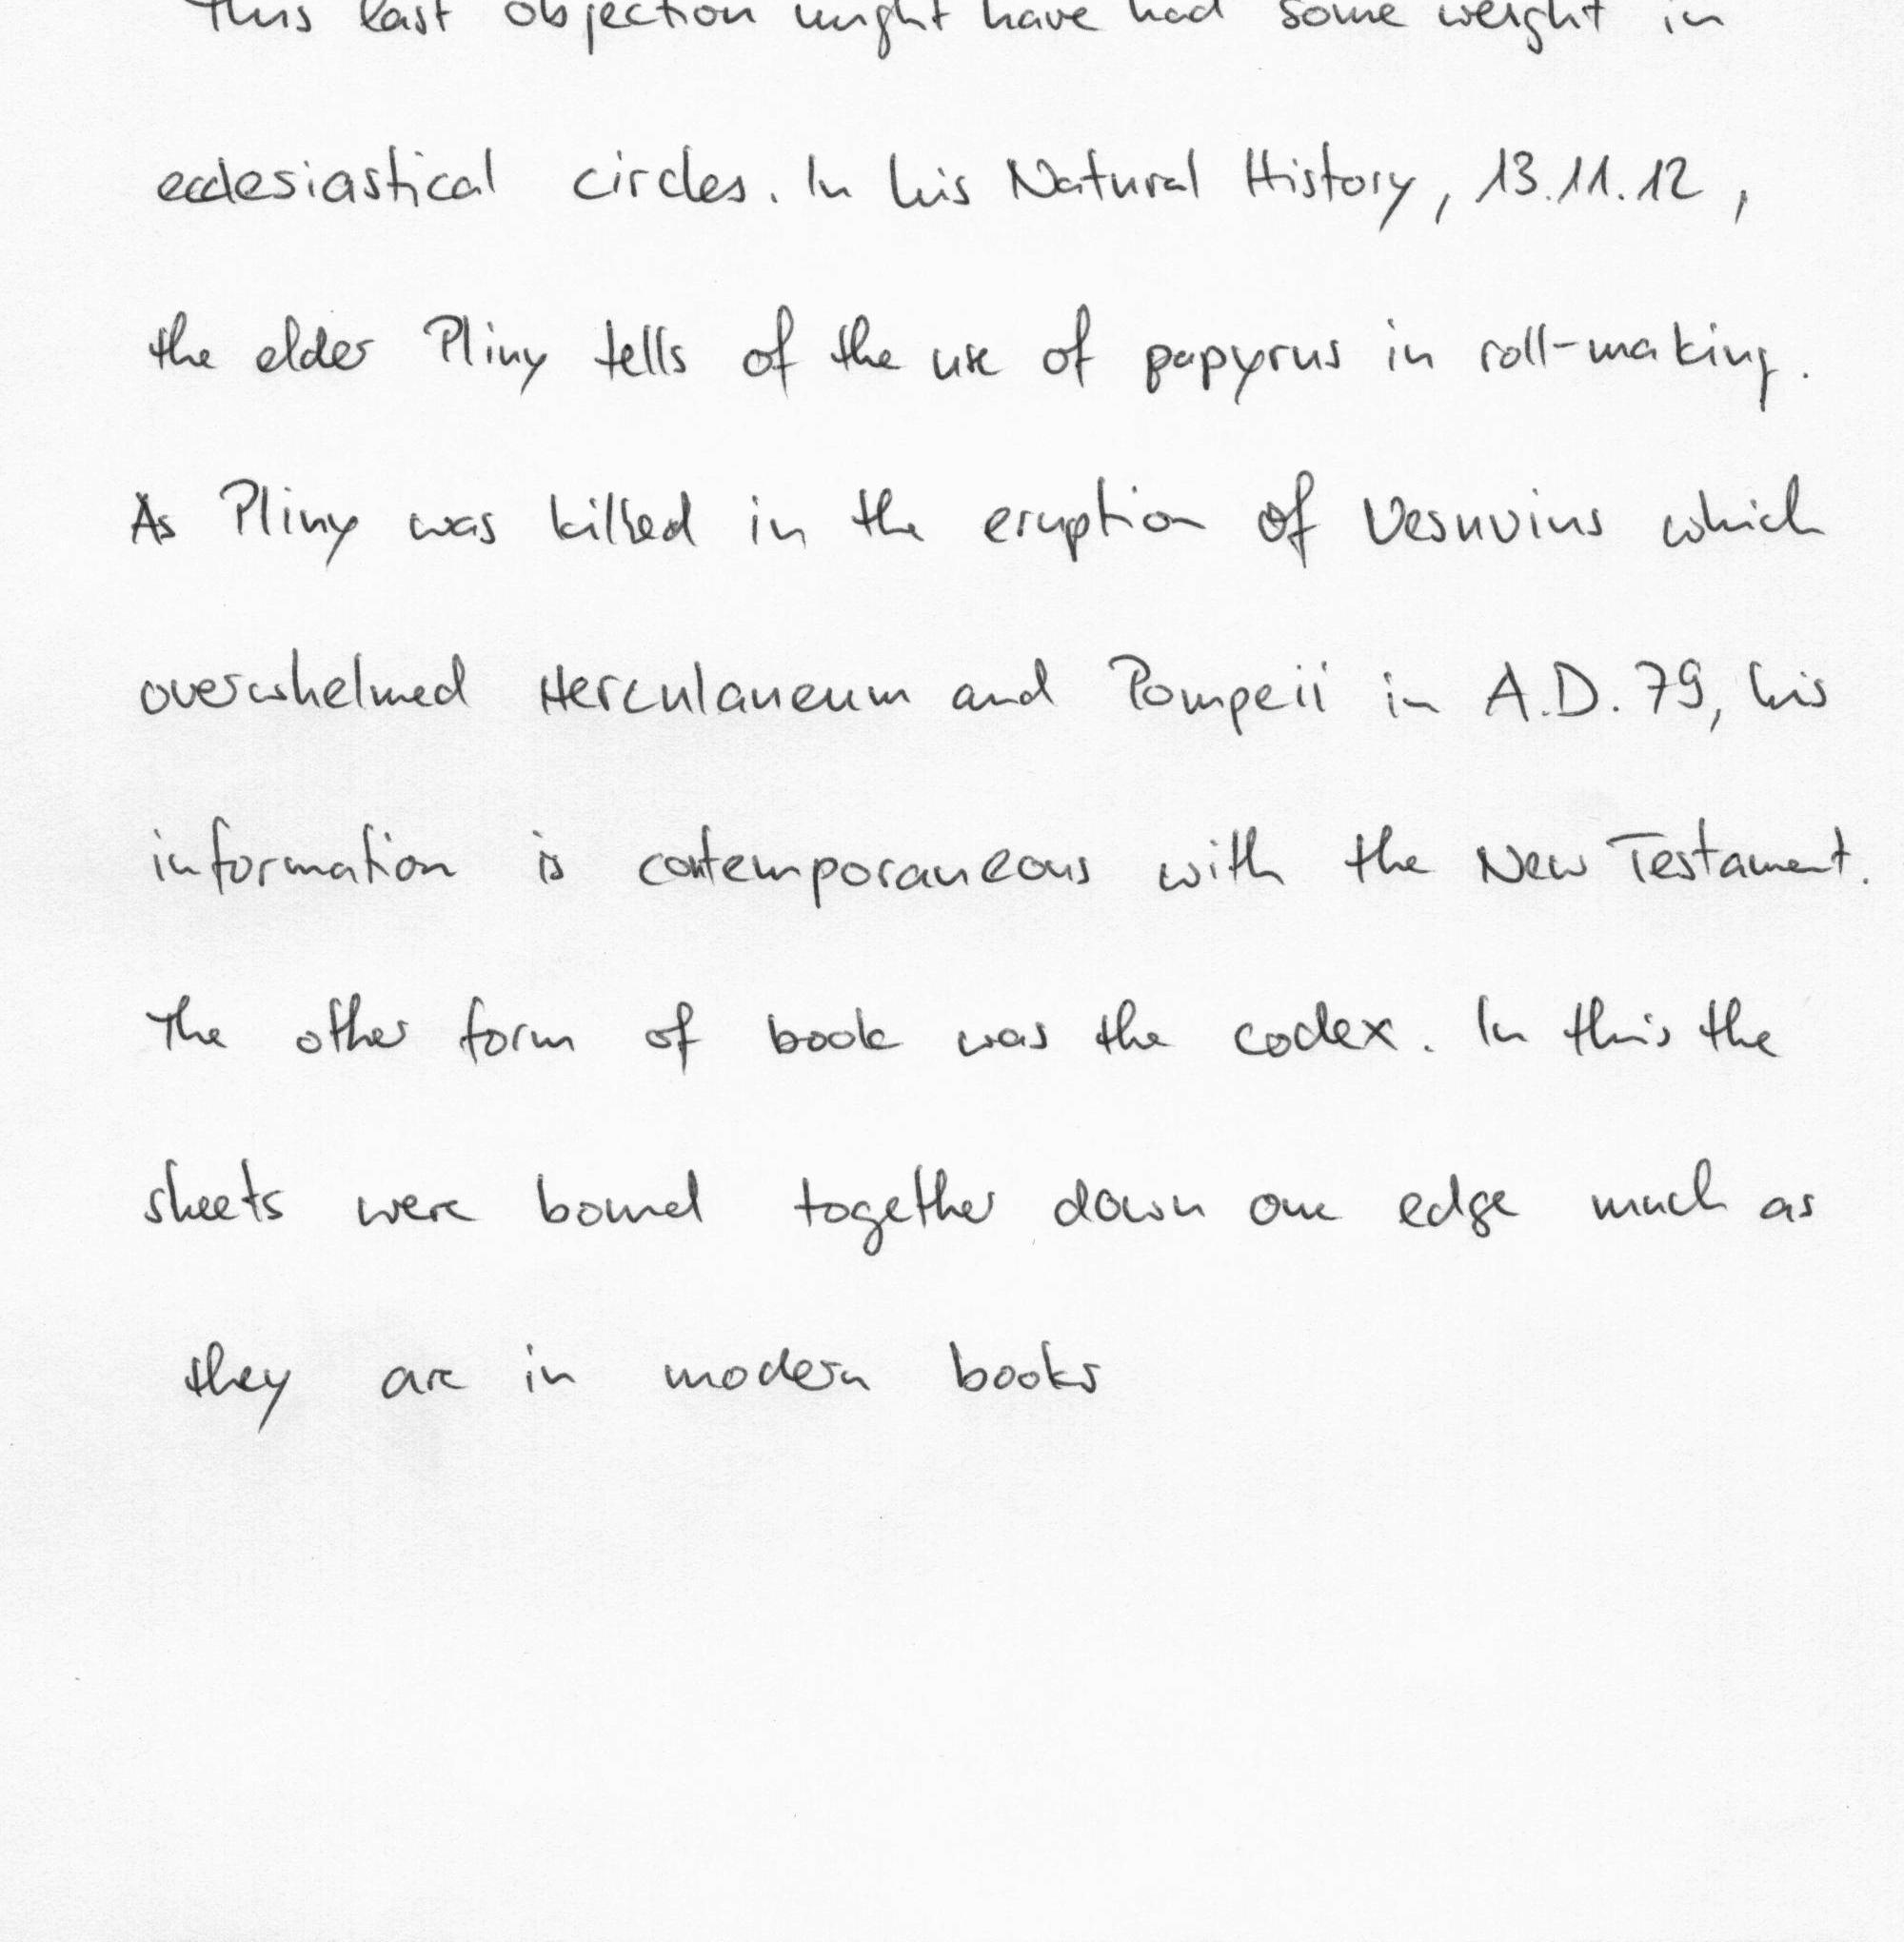 This last objection might have had some weight in
ecclesiastical circles. In his Natural History, 13.11.12,
the elder Pliny tells of the use of papyrus in roll-making.
As Pliny was killed in the eruption of Vesuvius which
overwhelmed Herculaneum and Pompeii in A.D. 79, his
information is contemporaneous with the New Testament.
The other form of book was the codex. In this the
sheets were bound together down one edge much as
they are in modern books